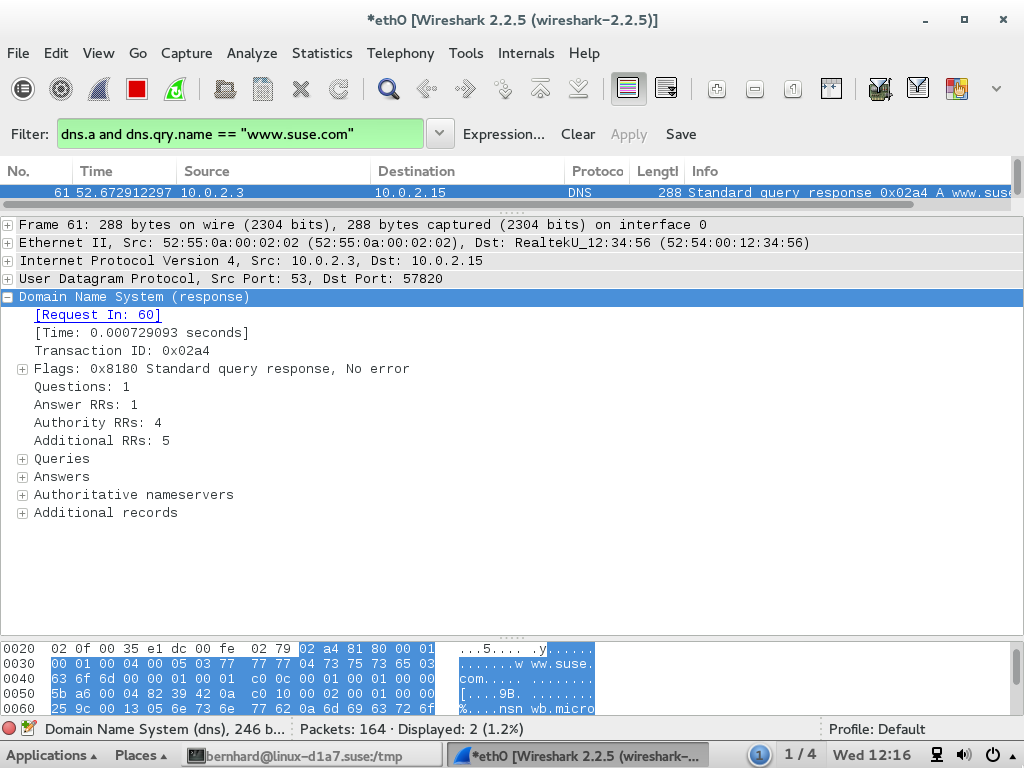 *eth0 [Wireshark 2.2.5 (wireshark-2.2.5)]
File Edit View Go Capture Analyze Statistics Telephony Tools Internals Help
Filter: dns.a and dns.qry.name == "www.suse.com" Expression... Clear Apply Save
No. Time Source Destination Protoco Lengtl Info
61 52.672912297 10.0.2.3 10.0.2.15 DNS 288 Standard query response 0x02a4 A www.suse
Frame 61: 288 bytes on wire (2304 bits), 288 bytes captured (2304 bits) on interface 0
Ethernet II, Src: 52:55:0a:00:02:02 (52:55:0a:00:02:02), Dst: RealtekU_12:34:56 (52:54:00:12:34:56)
Internet Protocol Version 4, Src: 10.0.2.3, Dst: 10.0.2.15
User Datagram Protocol, Src Port: 53, Dst Port: 57820
Domain Name System (response)
[Request In: 60]
[Time: 0.000729093 seconds]
Transaction ID: 0x02a4
Flags: 0x8180 Standard query response, No error
Questions: 1
Answer RRs: 1
Authority RRs: 4
Additional RRs: 5
Queries
Answers
Authoritative nameservers
Additional records
0020 02 0f 00 35 e1 dc 00 fe 02 79 02 a4 81 80 00 01 ...5.... .y......
0030 00 01 00 04 00 05 03 77 77 77 04 73 75 73 65 03 .......w ww.suse.
0040 63 6f 6d 00 00 01 00 01 c0 0c 00 01 00 01 00 00 com..... ........
0050 5b a6 00 04 82 39 42 0a c0 10 00 02 00 01 00 00 [....9B. ........
0060 25 9c 00 13 05 6e 73 6e 77 62 0a 6d 69 63 72 6f %....nsn wb.micro
Domain Name System (dns), 246 b... Packets: 164 · Displayed: 2 (1.2%) Profile: Default
Applications Places bernhard@linux-d1a7.suse:/tmp *eth0 [Wireshark 2.2.5 (wireshark-... 1 1 / 4 Wed 12:16